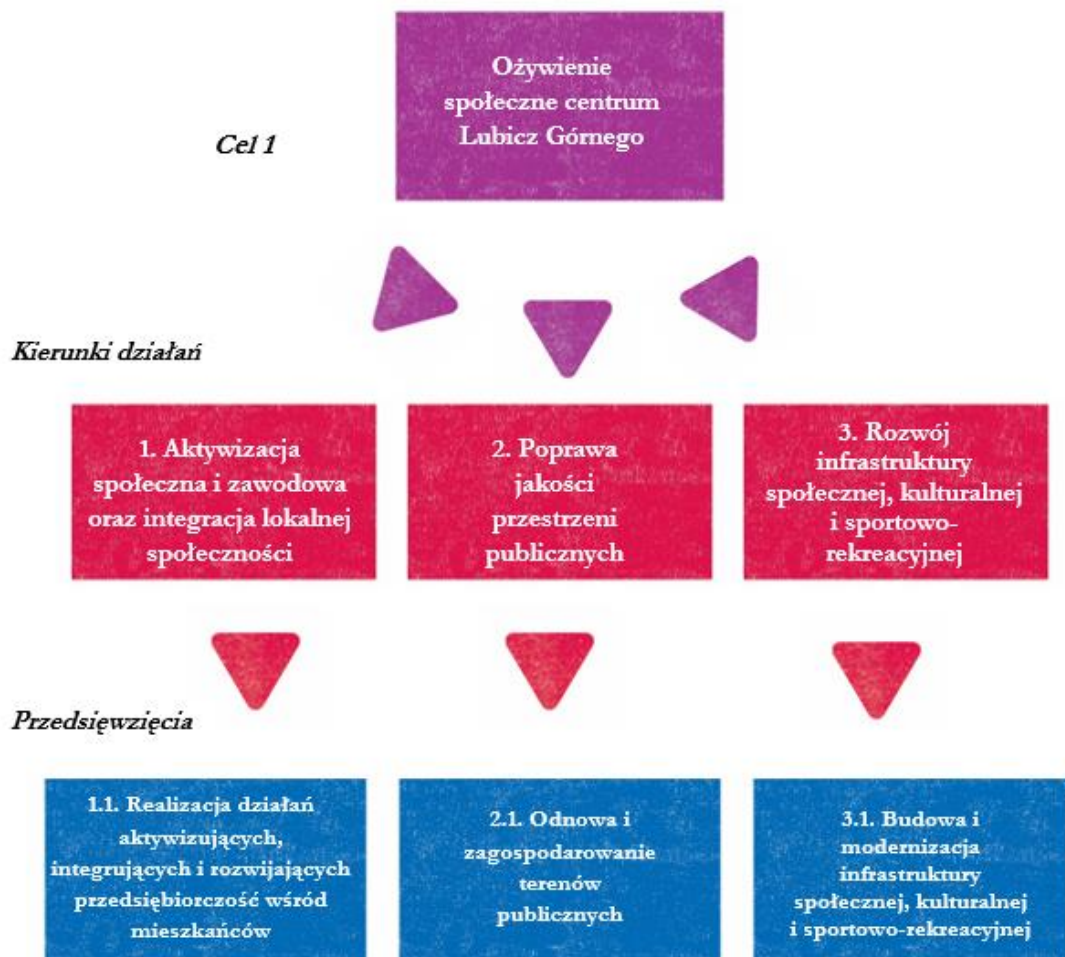 Ożywienie
społeczne centrum
Lubicz Górnego
Cel 1
Kierunki działań
1. Aktywizacja
społeczna i zawodowa
oraz integracja lokalnej
społeczności
2. Poprawa
jakości
przestrzeni
publicznych
3. Rozwój
infrastruktury
społecznej, kulturalnej
i sportowo-
rekreacyjnej
Przedsięwzięcia
1.1. Realizacja działań
aktywizujących,
integrujących i rozwijających
przedsiębiorczość wśród
mieszkańców
2.1. Odnowa i
zagospodarowanie
terenów
publicznych
3.1. Budowa i
modernizacja
infrastruktury
społecznej, kulturalnej
i sportowo-rekreacyjnej